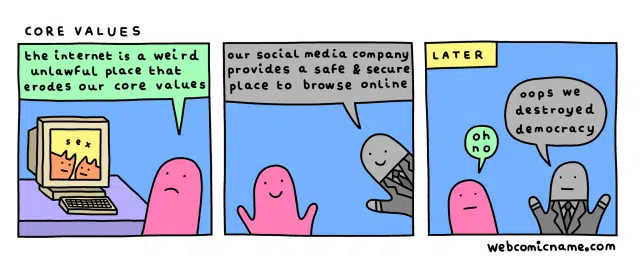 CORE VALUES
the internet is a weird
unlawful place that
erodes our core values
sex
our social media company
provides a safe & secure
place to browse online
LATER
oh
no
oops we
destroyed
democracy
webcomicname.com